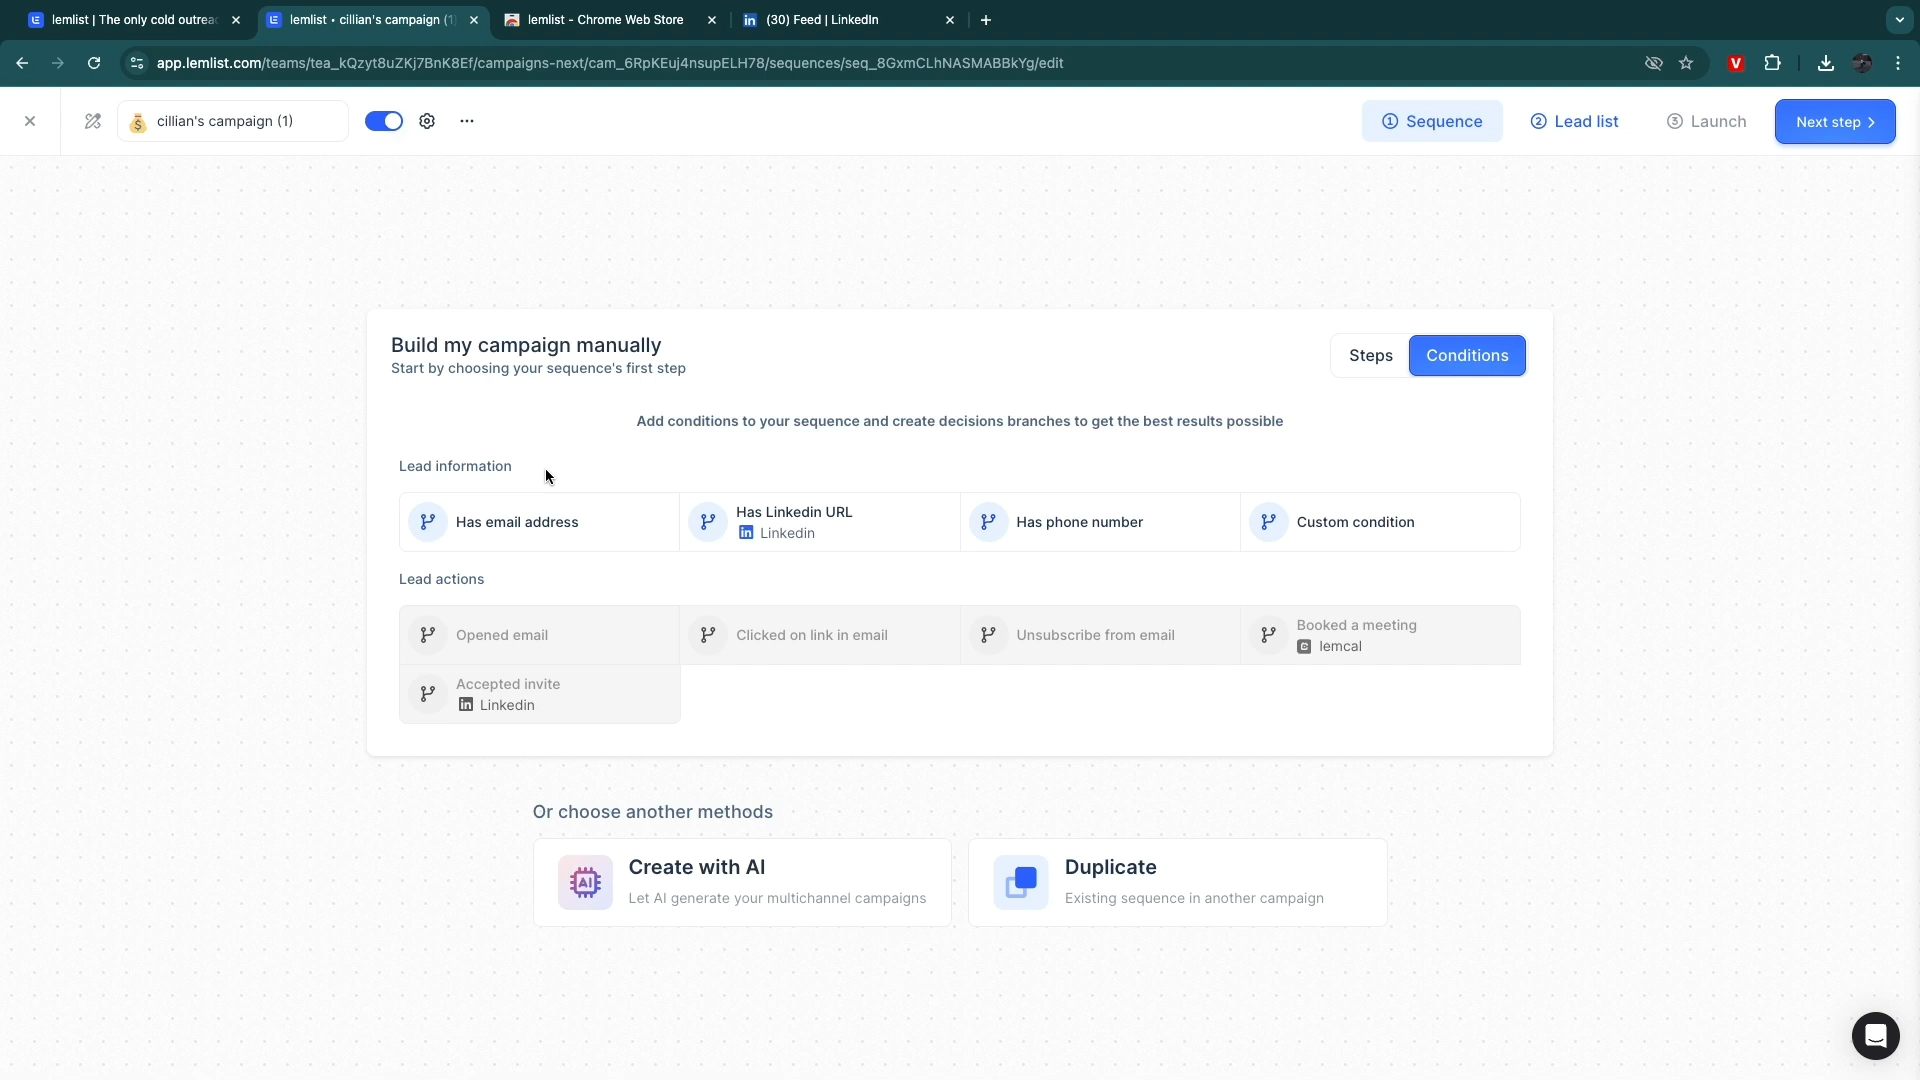 lemlist | The only cold outreac
lemlist • cillian's campaign (1)
lemlist - Chrome Web Store
(30) Feed | LinkedIn
app.lemlist.com/teams/tea_kQzyt8uZKj7BnK8Ef/campaigns-next/cam_6RpKEuj4nsupELH78/sequences/seq_8GxmCLhNASMABBkYg/edit
cillian's campaign (1)
1 Sequence
2 Lead list
3 Launch
Next step
Build my campaign manually
Start by choosing your sequence's first step
Steps
Conditions
Add conditions to your sequence and create decisions branches to get the best results possible
Lead information
Has email address
Has Linkedin URL
Linkedin
Has phone number
Custom condition
Lead actions
Opened email
Clicked on link in email
Unsubscribe from email
Booked a meeting
lemcal
Accepted invite
Linkedin
Or choose another methods
AI
Create with AI
Let AI generate your multichannel campaigns
Duplicate
Existing sequence in another campaign